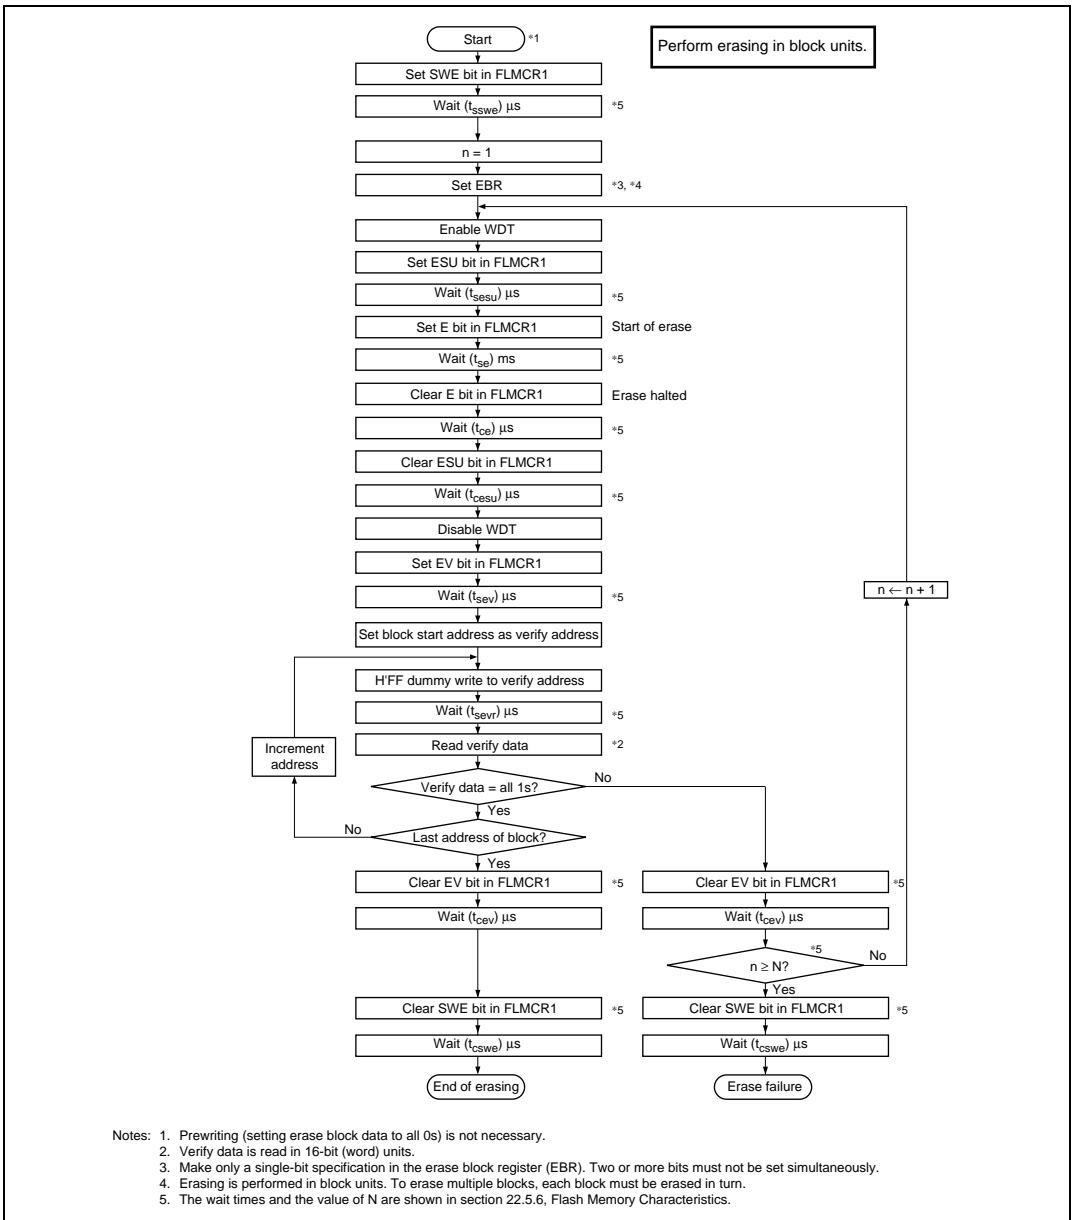 Start *1
Perform erasing in block units.
Set SWE bit in FLMCR1
Wait (tsswe) μs *5
n = 1
Set EBR *3, *4
Enable WDT
Set ESU bit in FLMCR1
Wait (tsesu) μs *5
Set E bit in FLMCR1 Start of erase
Wait (tse) ms *5
Clear E bit in FLMCR1 Erase halted
Wait (tce) μs *5
Clear ESU bit in FLMCR1
Wait (tcesu) μs *5
Disable WDT
Set EV bit in FLMCR1
Wait (tsev) μs *5
n ← n + 1
Set block start address as verify address
H'FF dummy write to verify address
Wait (tsevr) μs *5
Read verify data *2
Increment
address
Verify data = all 1s?
No
Yes
Last address of block?
No
Yes
Clear EV bit in FLMCR1 *5
Clear EV bit in FLMCR1 *5
Wait (tcev) μs
Wait (tcev) μs
n ≥ N? *5
No
Yes
Clear SWE bit in FLMCR1 *5
Clear SWE bit in FLMCR1 *5
Wait (tcswe) μs
Wait (tcswe) μs
End of erasing
Erase failure
Notes: 1. Prewriting (setting erase block data to all 0s) is not necessary.
2. Verify data is read in 16-bit (word) units.
3. Make only a single-bit specification in the erase block register (EBR). Two or more bits must not be set simultaneously.
4. Erasing is performed in block units. To erase multiple blocks, each block must be erased in turn.
5. The wait times and the value of N are shown in section 22.5.6, Flash Memory Characteristics.